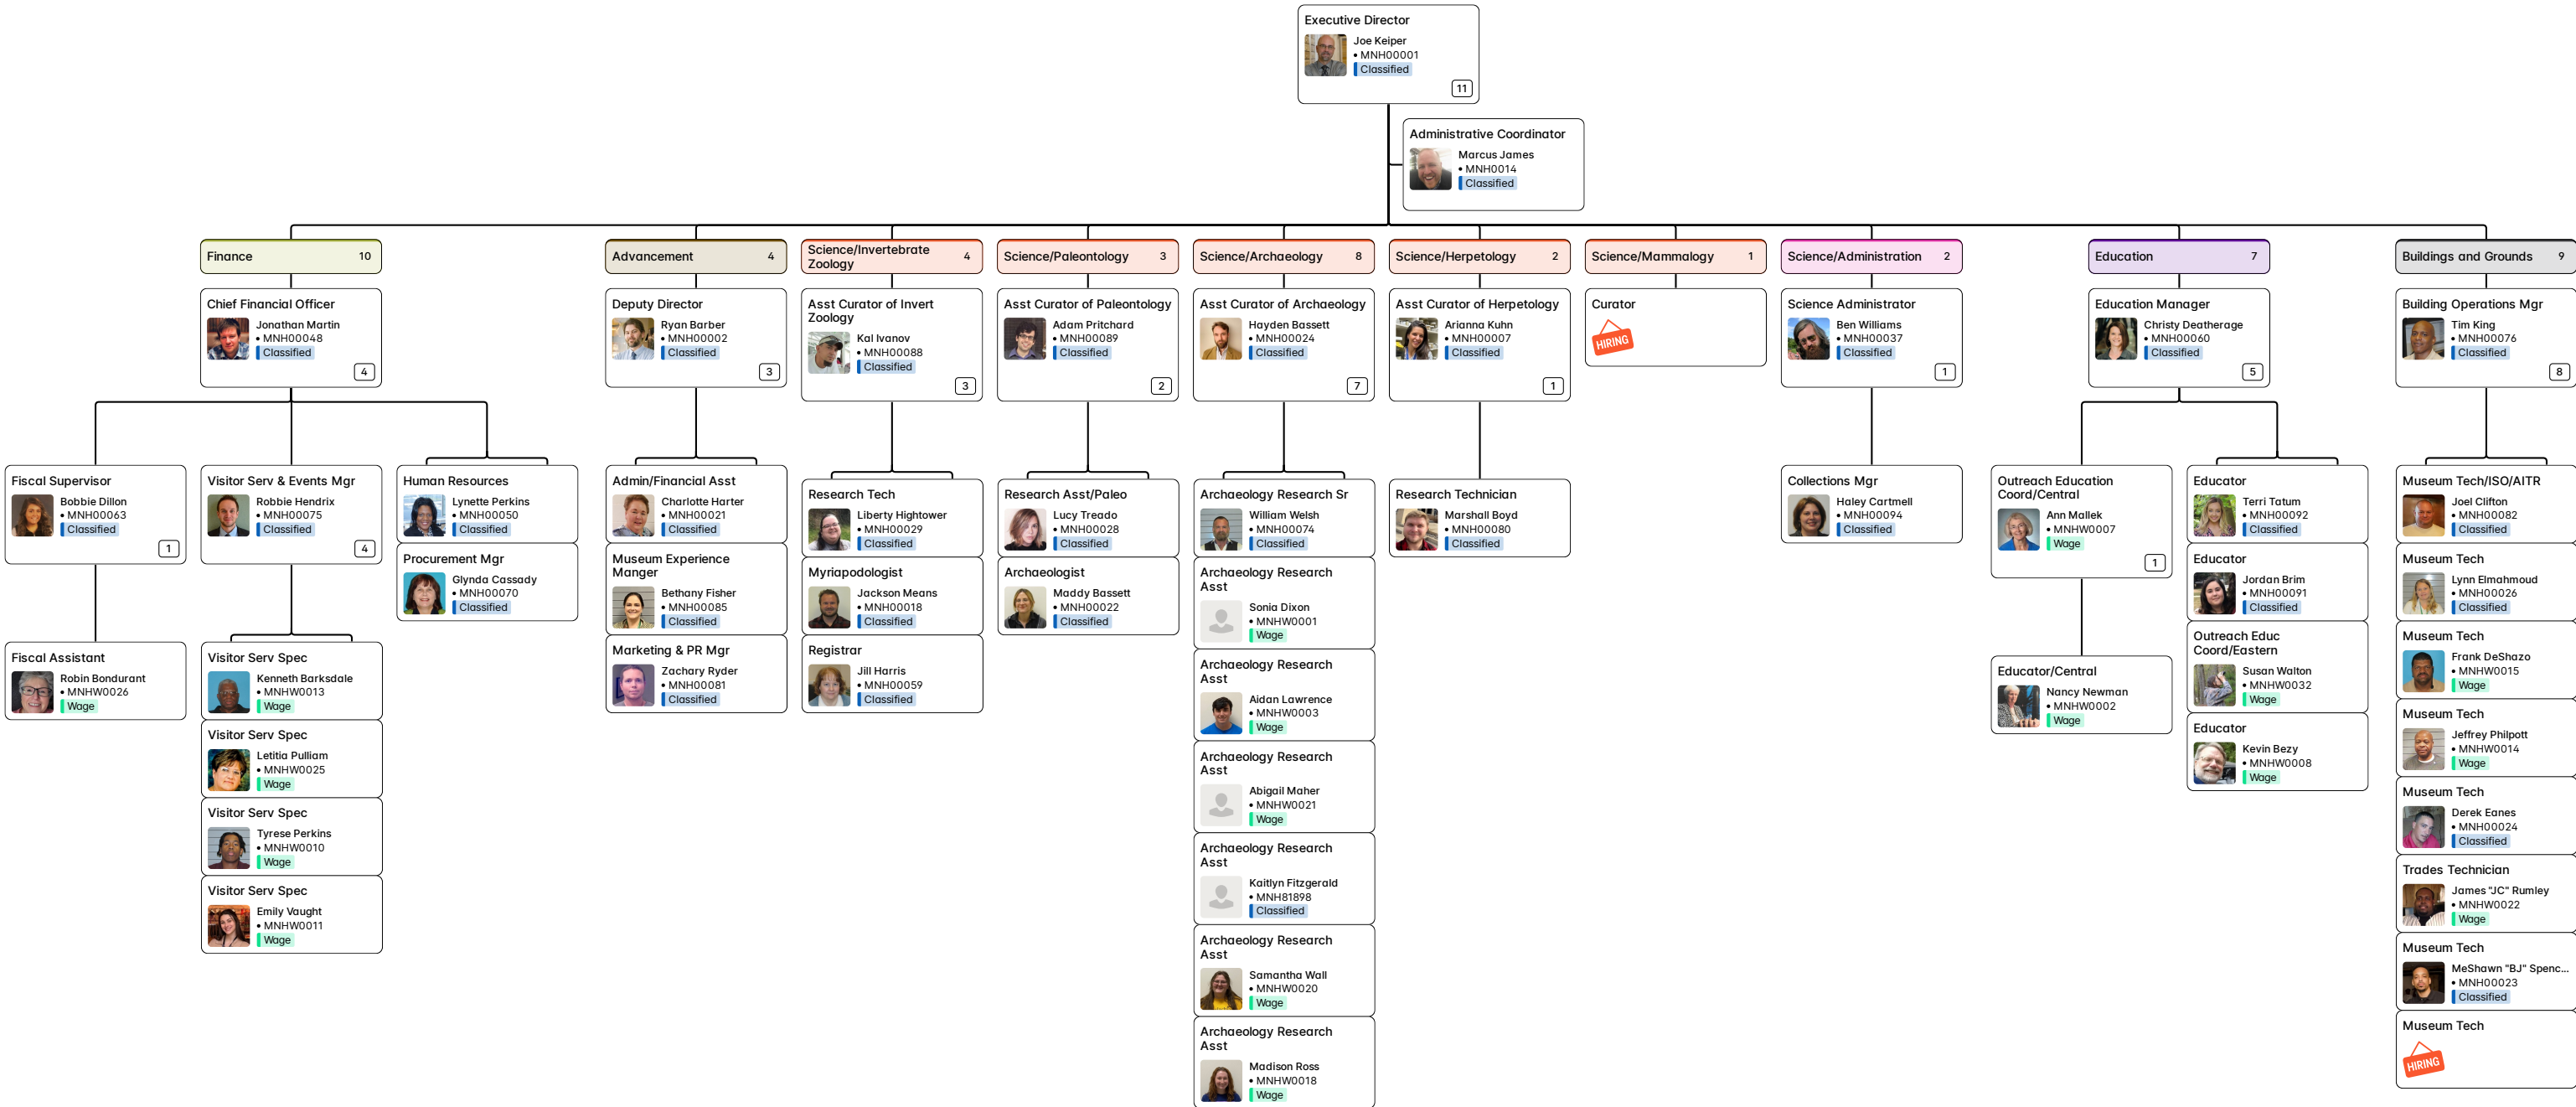 Executive Director
Joe Keiper
• MNH00001
Classified
11
Administrative Coordinator
Marcus James
• MNH0014
Classified
Finance 10
Chief Financial Officer
Jonathan Martin
• MNH00048
Classified
4
Fiscal Supervisor
Bobbie Dillon
• MNH00063
Classified
1
Fiscal Assistant
Robin Bondurant
• MNHW0026
Wage
Visitor Serv & Events Mgr
Robbie Hendrix
• MNH00075
Classified
4
Visitor Serv Spec
Kenneth Barksdale
• MNHW0013
Wage
Visitor Serv Spec
Letitia Pulliam
• MNHW0025
Wage
Visitor Serv Spec
Tyrese Perkins
• MNHW0010
Wage
Visitor Serv Spec
Emily Vaught
• MNHW0011
Wage
Human Resources
Lynette Perkins
• MNH00050
Classified
Procurement Mgr
Glynda Cassady
• MNH00070
Classified
Advancement 4
Deputy Director
Ryan Barber
• MNH00002
Classified
3
Admin/Financial Asst
Charlotte Harter
• MNH00021
Classified
Museum Experience
Manger
Bethany Fisher
• MNH00085
Classified
Marketing & PR Mgr
Zachary Ryder
• MNH00081
Classified
Science/Invertebrate
Zoology 4
Asst Curator of Invert
Zoology
Kal Ivanov
• MNH00088
Classified
3
Research Tech
Liberty Hightower
• MNH00029
Classified
Myriapodologist
Jackson Means
• MNH00018
Classified
Registrar
Jill Harris
• MNH00059
Classified
Science/Paleontology 3
Asst Curator of Paleontology
Adam Pritchard
• MNH00089
Classified
2
Research Asst/Paleo
Lucy Treado
• MNH00028
Classified
Archaeologist
Maddy Bassett
• MNH00022
Classified
Science/Archaeology 8
Asst Curator of Archaeology
Hayden Bassett
• MNH00024
Classified
7
Archaeology Research Sr
William Welsh
• MNH00074
Classified
Archaeology Research
Asst
Sonia Dixon
• MNHW0001
Wage
Archaeology Research
Asst
Aidan Lawrence
• MNHW0003
Wage
Archaeology Research
Asst
Abigail Maher
• MNHW0021
Wage
Archaeology Research
Asst
Kaitlyn Fitzgerald
• MNH81898
Classified
Archaeology Research
Asst
Samantha Wall
• MNHW0020
Wage
Archaeology Research
Asst
Madison Ross
• MNHW0018
Wage
Science/Herpetology 2
Asst Curator of Herpetology
Arianna Kuhn
• MNH00007
Classified
1
Research Technician
Marshall Boyd
• MNH00080
Classified
Science/Mammalogy 1
Curator
HIRING
Science/Administration 2
Science Administrator
Ben Williams
• MNH00037
Classified
1
Collections Mgr
Haley Cartmell
• MNH00094
Classified
Education 7
Education Manager
Christy Deatherage
• MNH00060
Classified
5
Outreach Education
Coord/Central
Ann Mallek
• MNHW0007
Wage
1
Educator/Central
Nancy Newman
• MNHW0002
Wage
Educator
Terri Tatum
• MNH00092
Classified
Educator
Jordan Brim
• MNH00091
Classified
Outreach Educ
Coord/Eastern
Susan Walton
• MNHW0032
Wage
Educator
Kevin Bezy
• MNHW0008
Wage
Buildings and Grounds 9
Building Operations Mgr
Tim King
• MNH00076
Classified
8
Museum Tech/ISO/AITR
Joel Clifton
• MNH00082
Classified
Museum Tech
Lynn Elmahmoud
• MNH00026
Classified
Museum Tech
Frank DeShazo
• MNHW0015
Wage
Museum Tech
Jeffrey Philpott
• MNHW0014
Wage
Museum Tech
Derek Eanes
• MNH00024
Classified
Trades Technician
James "JC" Rumley
• MNHW0022
Wage
Museum Tech
MeShawn "BJ" Spenc...
• MNH00023
Classified
Museum Tech
HIRING